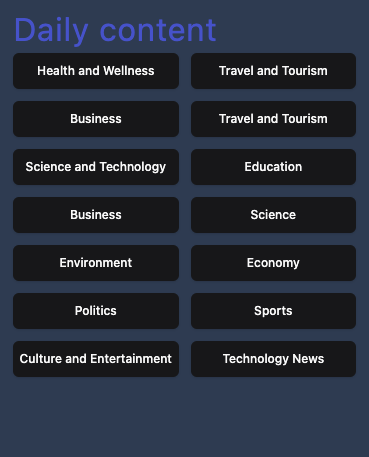 Daily content
Health and Wellness
Travel and Tourism
Business
Travel and Tourism
Science and Technology
Education
Business
Science
Environment
Economy
Politics
Sports
Culture and Entertainment
Technology News